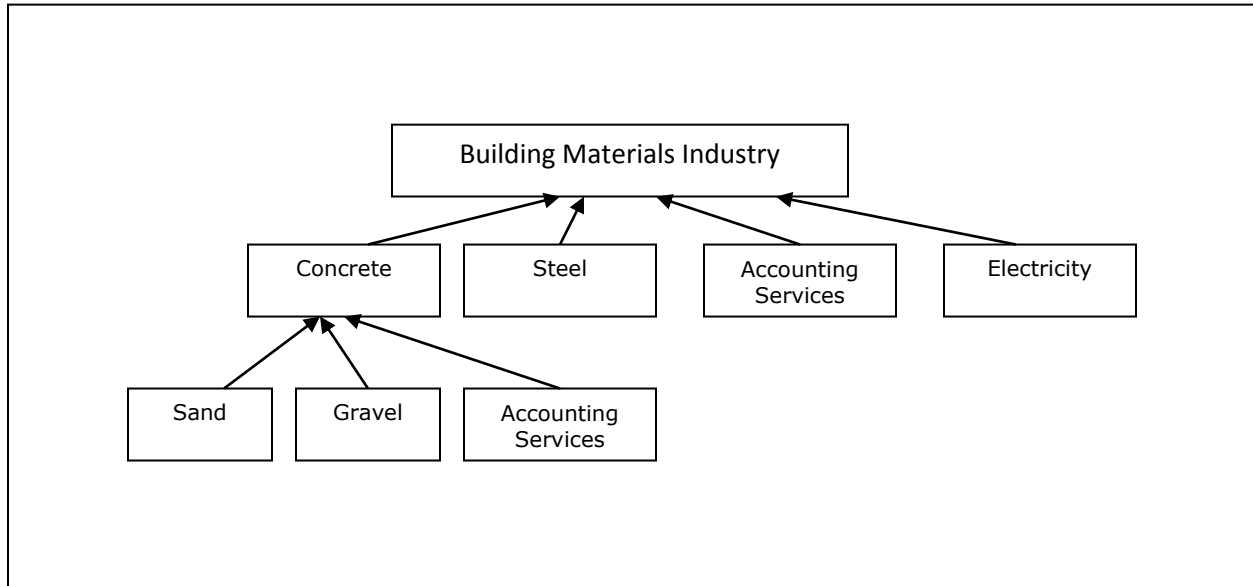 Building Materials Industry
Concrete
Steel
Accounting
Services
Electricity
Sand
Gravel
Accounting
Services